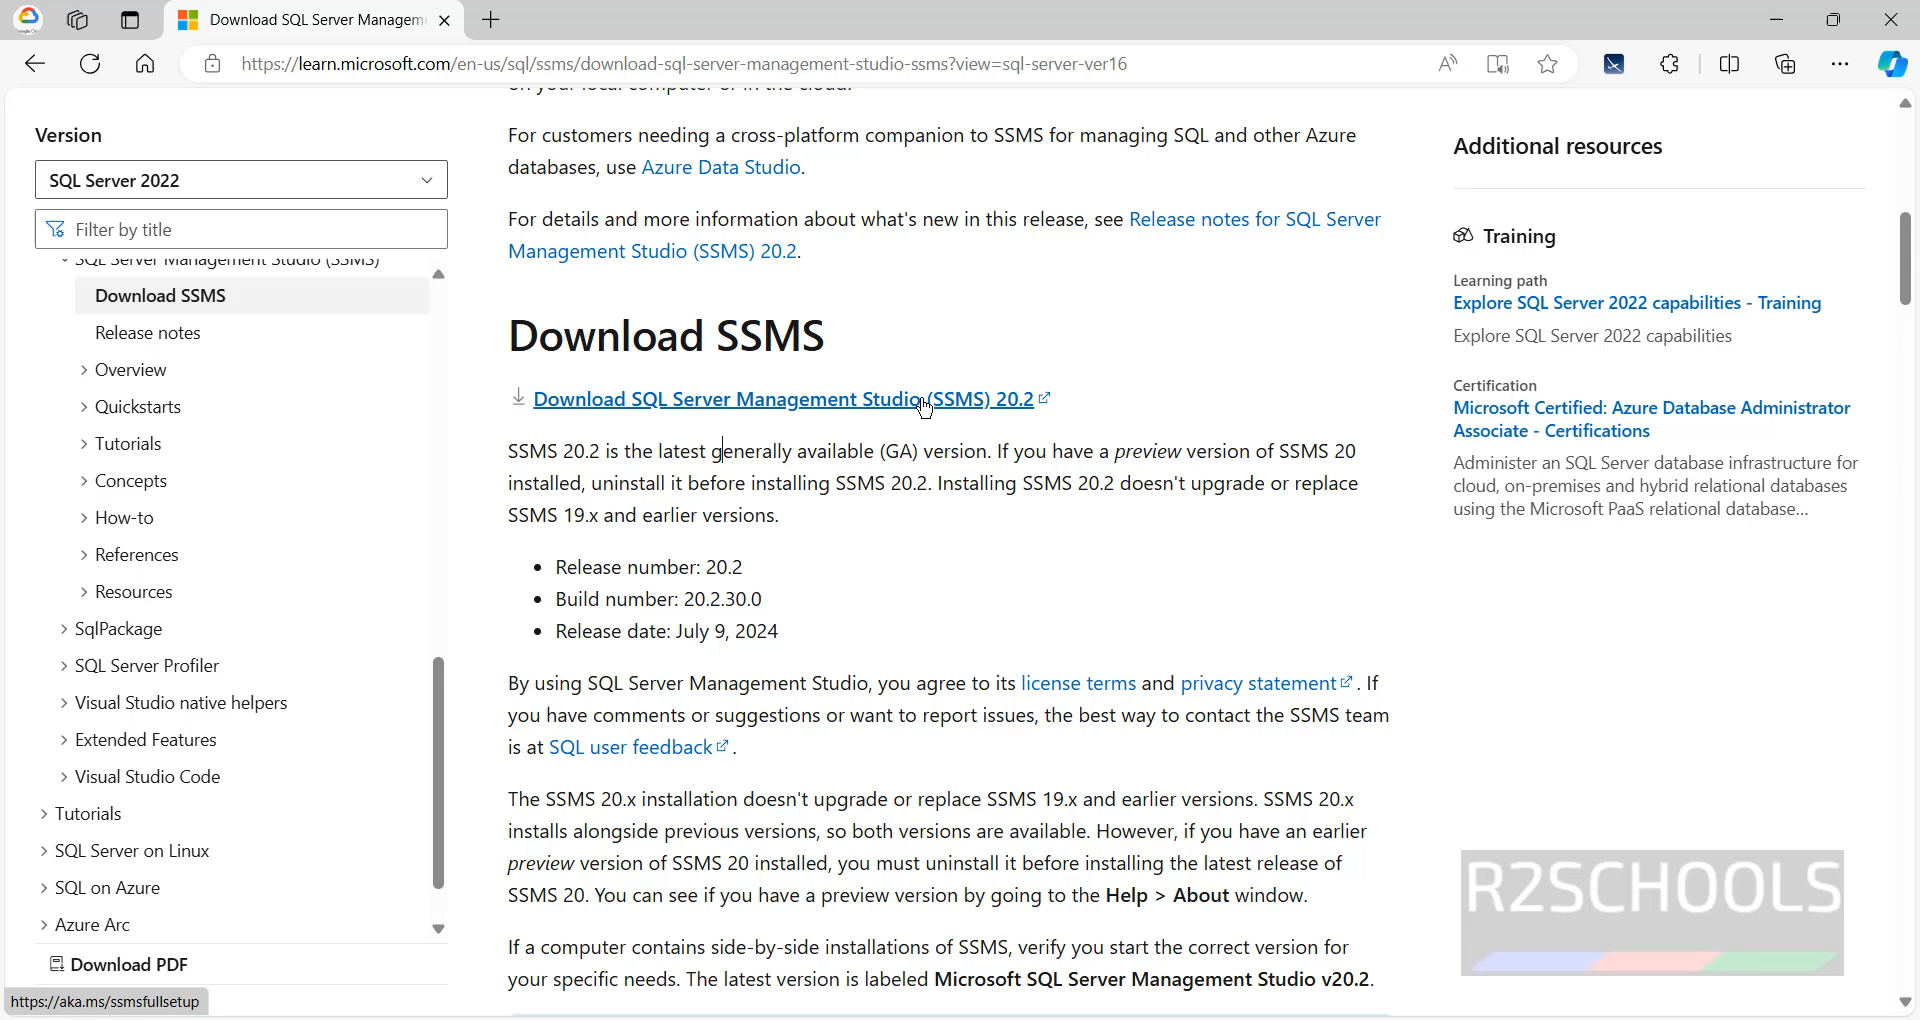 Download SQL Server Managem
https://learn.microsoft.com/en-us/sql/ssms/download-sql-server-management-studio-ssms?view=sql-server-ver16
Version
SQL Server 2022
Filter by title
SQL Server Management Studio (SSMS)
Download SSMS
Release notes
Overview
Quickstarts
Tutorials
Concepts
How-to
References
Resources
SqlPackage
SQL Server Profiler
Visual Studio native helpers
Extended Features
Visual Studio Code
Tutorials
SQL Server on Linux
SQL on Azure
Azure Arc
Download PDF
https://aka.ms/ssmsfullsetup
on your local computer or in the cloud.
For customers needing a cross-platform companion to SSMS for managing SQL and other Azure
databases, use Azure Data Studio.
For details and more information about what's new in this release, see Release notes for SQL Server
Management Studio (SSMS) 20.2.
Download SSMS
Download SQL Server Management Studio (SSMS) 20.2
SSMS 20.2 is the latest generally available (GA) version. If you have a preview version of SSMS 20
installed, uninstall it before installing SSMS 20.2. Installing SSMS 20.2 doesn't upgrade or replace
SSMS 19.x and earlier versions.
• Release number: 20.2
• Build number: 20.2.30.0
• Release date: July 9, 2024
By using SQL Server Management Studio, you agree to its license terms and privacy statement. If
you have comments or suggestions or want to report issues, the best way to contact the SSMS team
is at SQL user feedback.
The SSMS 20.x installation doesn't upgrade or replace SSMS 19.x and earlier versions. SSMS 20.x
installs alongside previous versions, so both versions are available. However, if you have an earlier
preview version of SSMS 20 installed, you must uninstall it before installing the latest release of
SSMS 20. You can see if you have a preview version by going to the Help > About window.
If a computer contains side-by-side installations of SSMS, verify you start the correct version for
your specific needs. The latest version is labeled Microsoft SQL Server Management Studio v20.2.
Additional resources
Training
Learning path
Explore SQL Server 2022 capabilities - Training
Explore SQL Server 2022 capabilities
Certification
Microsoft Certified: Azure Database Administrator
Associate - Certifications
Administer an SQL Server database infrastructure for
cloud, on-premises and hybrid relational databases
using the Microsoft PaaS relational database...
R2SCHOOLS